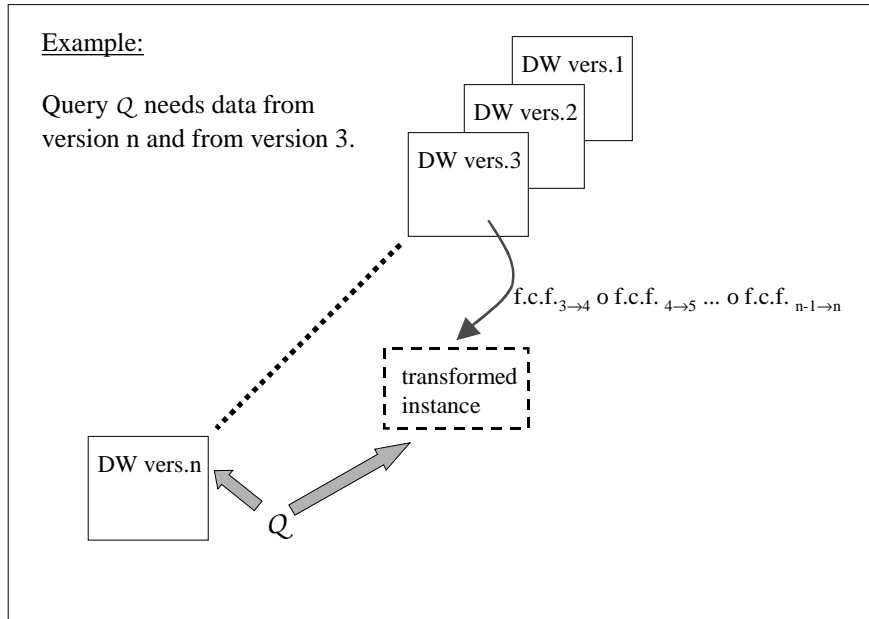 Example:
Query Q needs data from
version n and from version 3.
DW vers.1
DW vers.2
DW vers.3
f.c.f.3→4 o f.c.f. 4→5 ... o f.c.f. n-1→n
transformed
instance
DW vers.n
Q